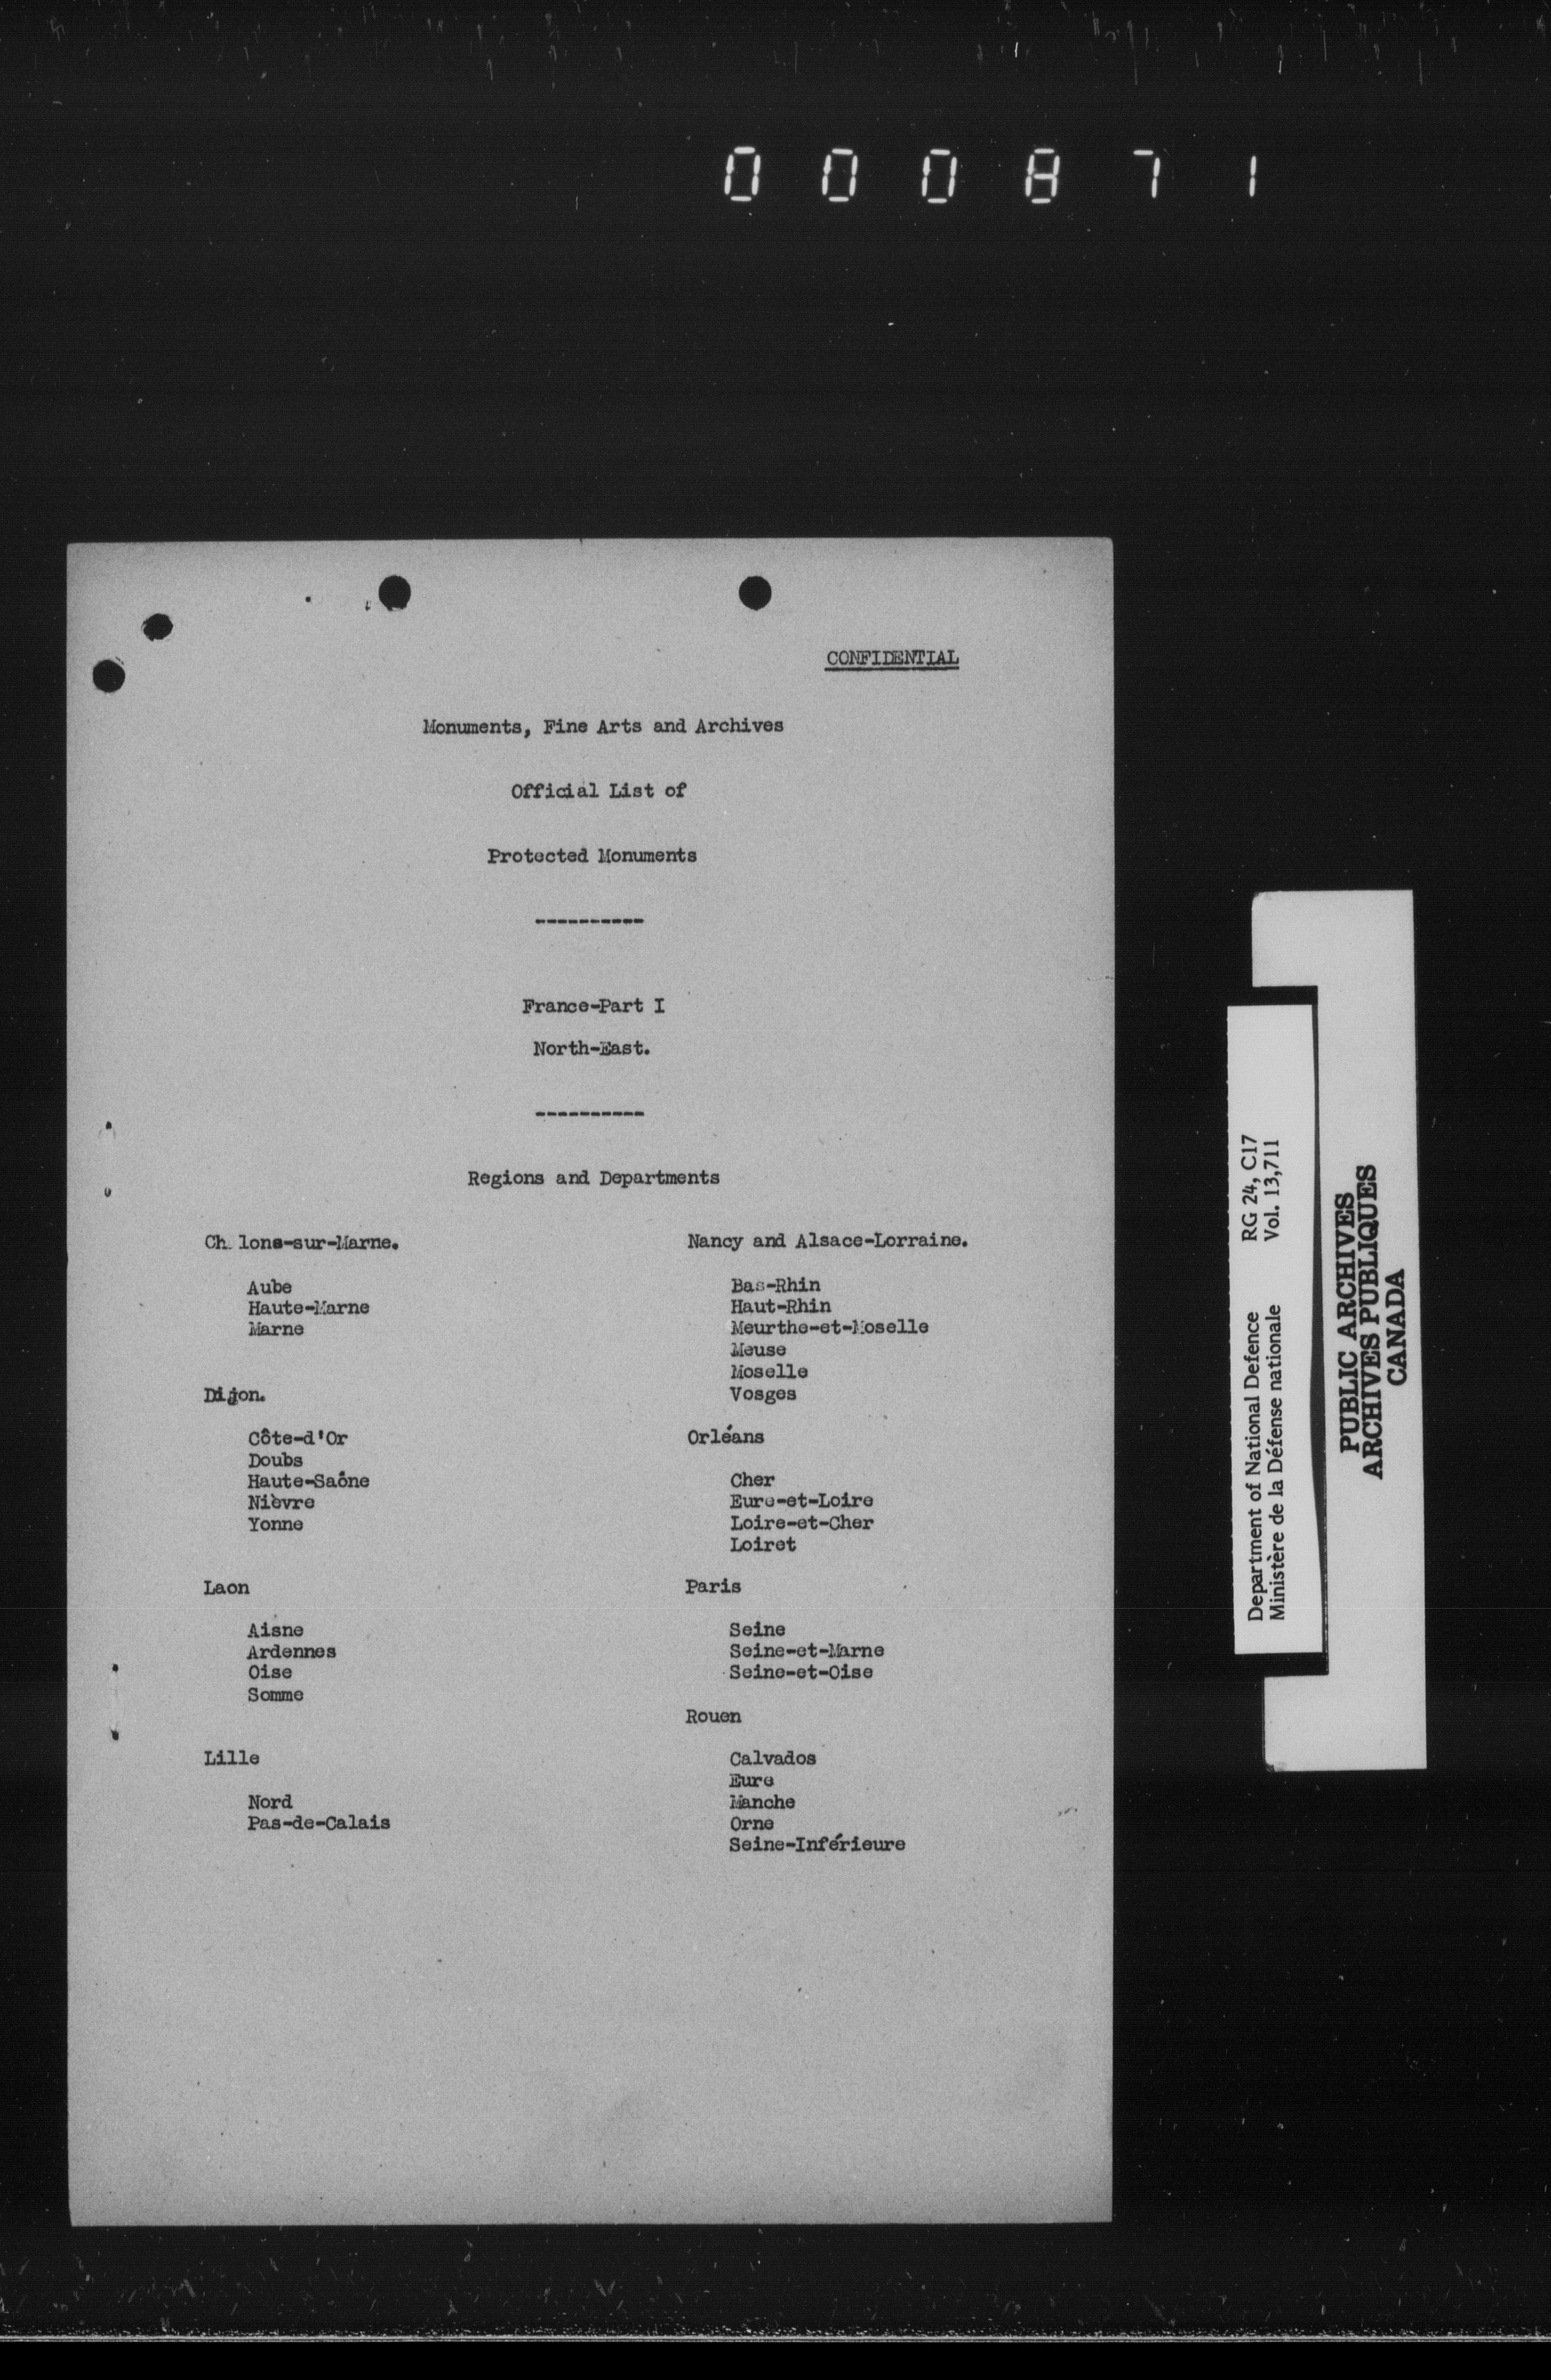 000871
CONFIDENTIAL
Monuments, Fine Arts and Archives
Official List of
Protected Monuments
----------
France-Part I
North-East.
----------
Regions and Departments
Ch lons-sur-Marne.
Aube
Haute-Marne
Marne
Dijon.
Côte-d'Or
Doubs
Haute-Saône
Nièvre
Yonne
Laon
Aisne
Ardennes
Oise
Somme
Lille
Nord
Pas-de-Calais
Nancy and Alsace-Lorraine.
Bas-Rhin
Haut-Rhin
Meurthe-et-Moselle
Meuse
Moselle
Vosges
Orléans
Cher
Eure-et-Loire
Loire-et-Cher
Loiret
Paris
Seine
Seine-et-Marne
Seine-et-Oise
Rouen
Calvados
Eure
Manche
Orne
Seine-Inférieure
Department of National Defence RG 24, C17
Ministère de la Défense nationale Vol. 13,711
PUBLIC ARCHIVES
ARCHIVES PUBLIQUES
CANADA